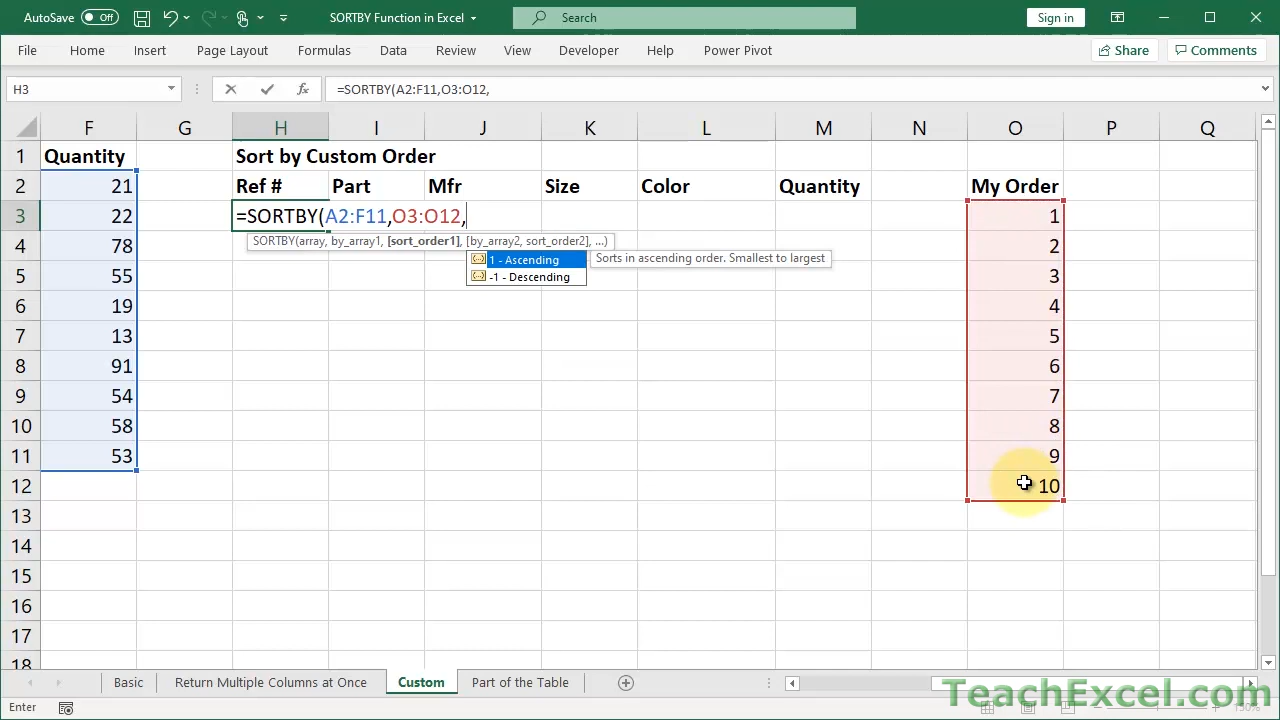 AutoSave Off SORTBY Function in Excel Search Sign in
File Home Insert Page Layout Formulas Data Review View Developer Help Power Pivot Share Comments
H3 fx =SORTBY(A2:F11,O3:O12,
F G H I J K L M N O P Q
1 Quantity Sort by Custom Order
2 21 Ref # Part Mfr Size Color Quantity My Order
3 22 =SORTBY(A2:F11,O3:O12, 1
SORTBY(array, by_array1, [sort_order1], [by_array2, sort_order2], ...)
4 78 2
1 - Ascending Sorts in ascending order. Smallest to largest
-1 - Descending
5 55 3
6 19 4
7 13 5
8 91 6
9 54 7
10 58 8
11 53 9
12 10
13
14
15
16
17
18
Basic Return Multiple Columns at Once Custom Part of the Table
TeachExcel.com
Enter 130%